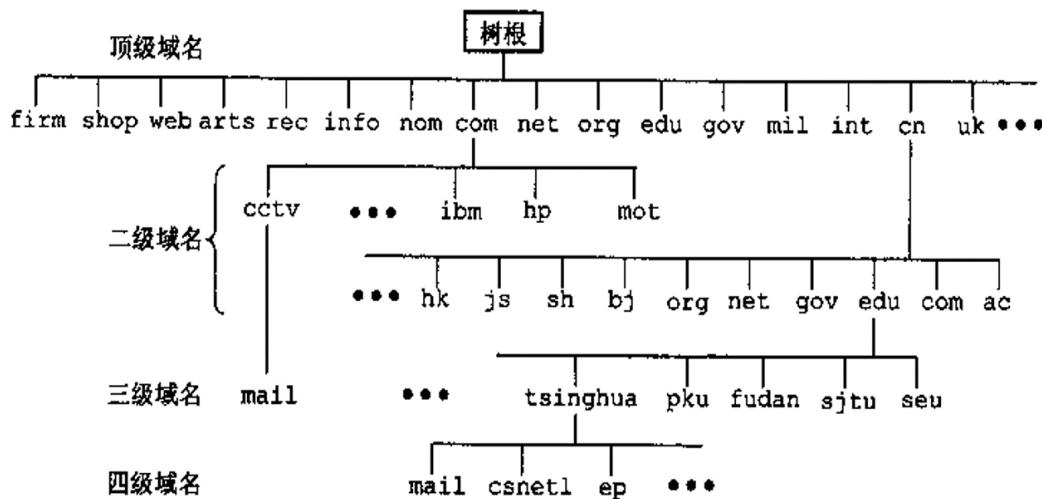 树根
顶级域名
firm shop web arts rec info nom com net org edu gov mil int cn uk •••
cctv ••• ibm hp mot
二级域名
••• hk js sh bj org net gov edu com ac
三级域名 mail ••• tsinghua pku fudan sjtu seu
四级域名 mail csnetl ep •••